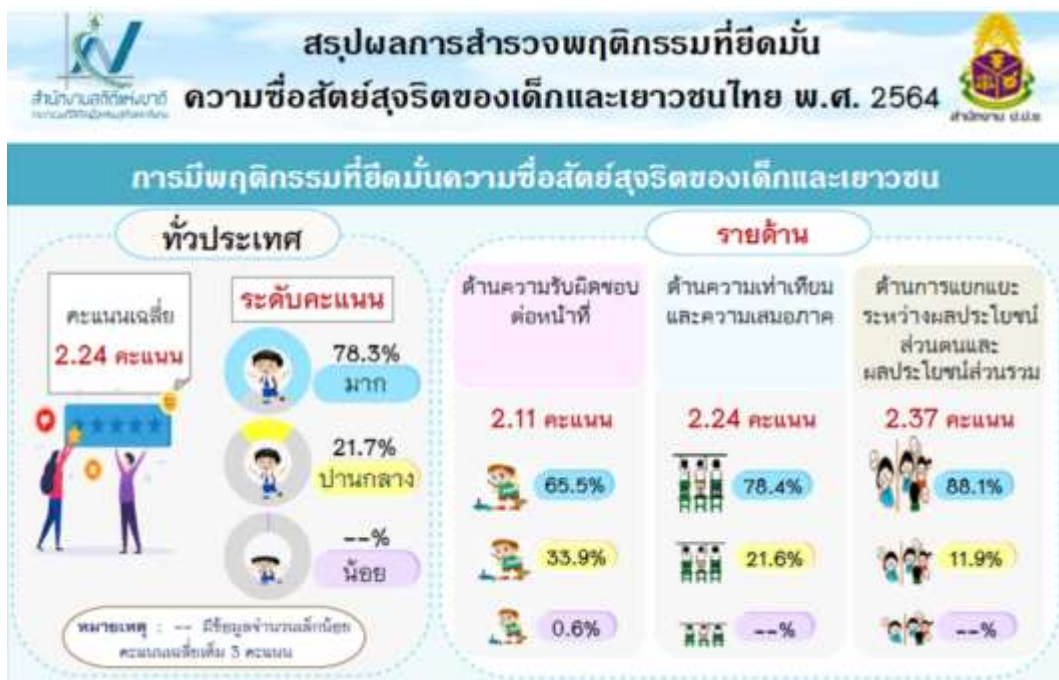 สรุปผลการสำรวจพฤติกรรมที่ยึดมั่น
ความซื่อสัตย์สุจริตของเด็กและเยาวชนไทย พ.ศ. 2564
สำนักงานสถิติแห่งชาติ
สำนักงาน ป.ป.ช
การมีพฤติกรรมที่ยึดมั่นความซื่อสัตย์สุจริตของเด็กและเยาวชน
ทั่วประเทศ
คะแนนเฉลี่ย
2.24 คะแนน
ระดับคะแนน
78.3%
มาก
21.7%
ปานกลาง
--%
น้อย
หมายเหตุ : -- มีข้อมูลจำนวนเล็กน้อย
คะแนนเฉลี่ยเต็ม 3 คะแนน
รายด้าน
ด้านความรับผิดชอบ
ต่อหน้าที่
2.11 คะแนน
65.5%
33.9%
0.6%
ด้านความเท่าเทียม
และความเสมอภาค
2.24 คะแนน
78.4%
21.6%
--%
ด้านการแยกแยะ
ระหว่างผลประโยชน์
ส่วนตนและ
ผลประโยชน์ส่วนรวม
2.37 คะแนน
88.1%
11.9%
--%